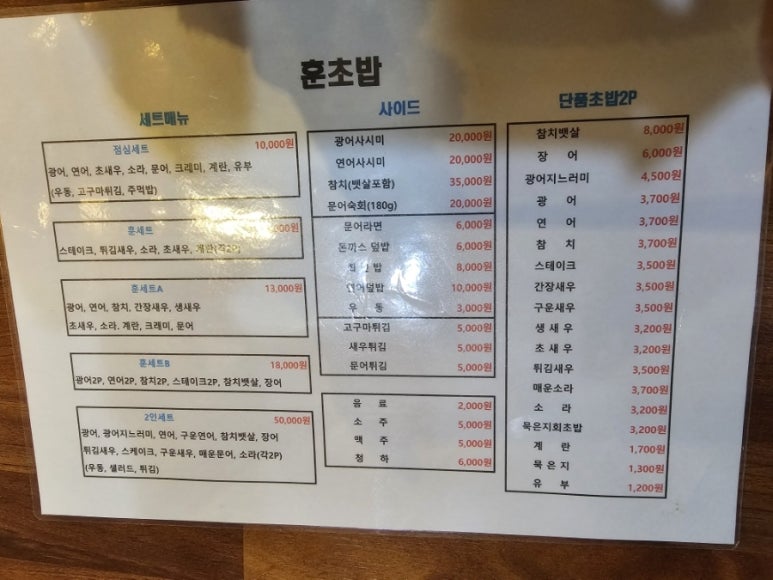 훈초밥
세트메뉴
점심세트 10,000원
광어, 연어, 초새우, 소라, 문어, 크레미, 계란, 유부
(우동, 고구마튀김, 주먹밥)
훈세트
스테이크, 튀김새우, 소라, 초새우, 계란(각2P)
훈세트A 13,000원
광어, 연어, 참치, 간장새우, 생새우
초새우, 소라, 계란, 크래미, 문어
훈세트B 18,000원
광어2P, 연어2P, 참치2P, 스테이크2P, 참치뱃살, 장어
2인세트 50,000원
광어, 광어지느러미, 연어, 구운연어, 참치뱃살, 장어
튀김새우, 스케이크, 구운새우, 매운문어, 소라(각2P)
(우동, 샐러드, 튀김)
사이드
광어사시미 20,000원
연어사시미 20,000원
참치(뱃살포함) 35,000원
문어숙회(180g) 20,000원
문어라면 6,000원
돈까스 덮밥 6,000원
밥 8,000원
연어덮밥 10,000원
우 동 3,000원
고구마튀김 5,000원
새우튀김 5,000원
문어튀김 5,000원
음 료 2,000원
소 주 5,000원
맥 주 5,000원
청 하 6,000원
단품초밥2P
참치뱃살 8,000원
장 어 6,000원
광어지느러미 4,500원
광 어 3,700원
연 어 3,700원
참 치 3,700원
스테이크 3,500원
간장새우 3,500원
구운새우 3,500원
생 새 우 3,200원
초 새 우 3,200원
튀김새우 3,500원
매운소라 3,700원
소 라 3,200원
묵은지회초밥 3,200원
계 란 1,700원
묵 은 지 1,300원
유 부 1,200원